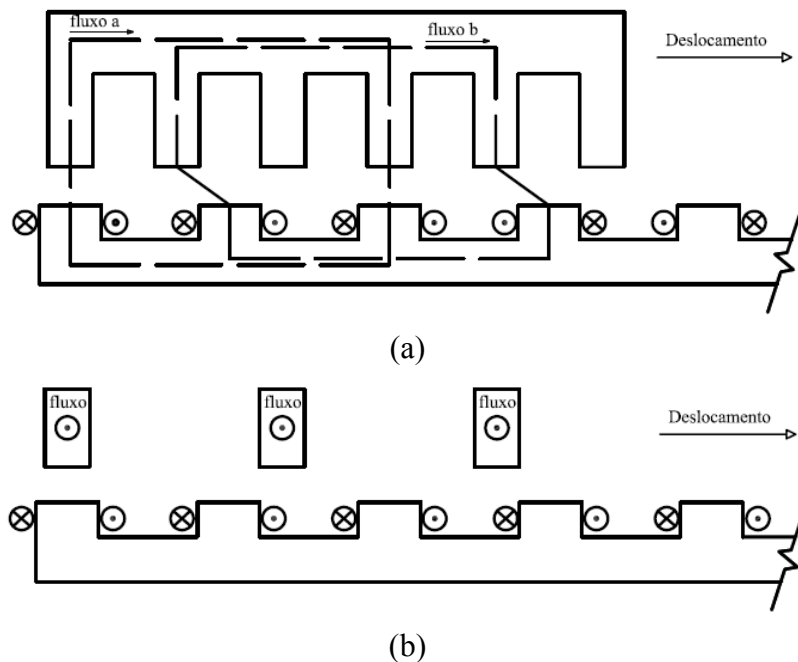 fluxo a
fluxo b
Deslocamento
(a)
fluxo
fluxo
fluxo
Deslocamento
(b)